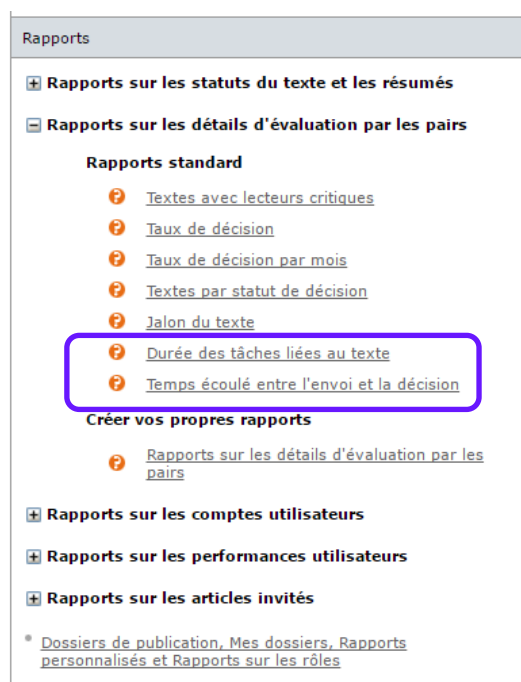 Rapports
Rapports sur les statuts du texte et les résumés
Rapports sur les détails d'évaluation par les pairs
Rapports standard
Textes avec lecteurs critiques
Taux de décision
Taux de décision par mois
Textes par statut de décision
Jalon du texte
Durée des tâches liées au texte
Temps écoulé entre l'envoi et la décision
Créer vos propres rapports
Rapports sur les détails d'évaluation par les
pairs
Rapports sur les comptes utilisateurs
Rapports sur les performances utilisateurs
Rapports sur les articles invités
Dossiers de publication, Mes dossiers, Rapports
personnalisés et Rapports sur les rôles